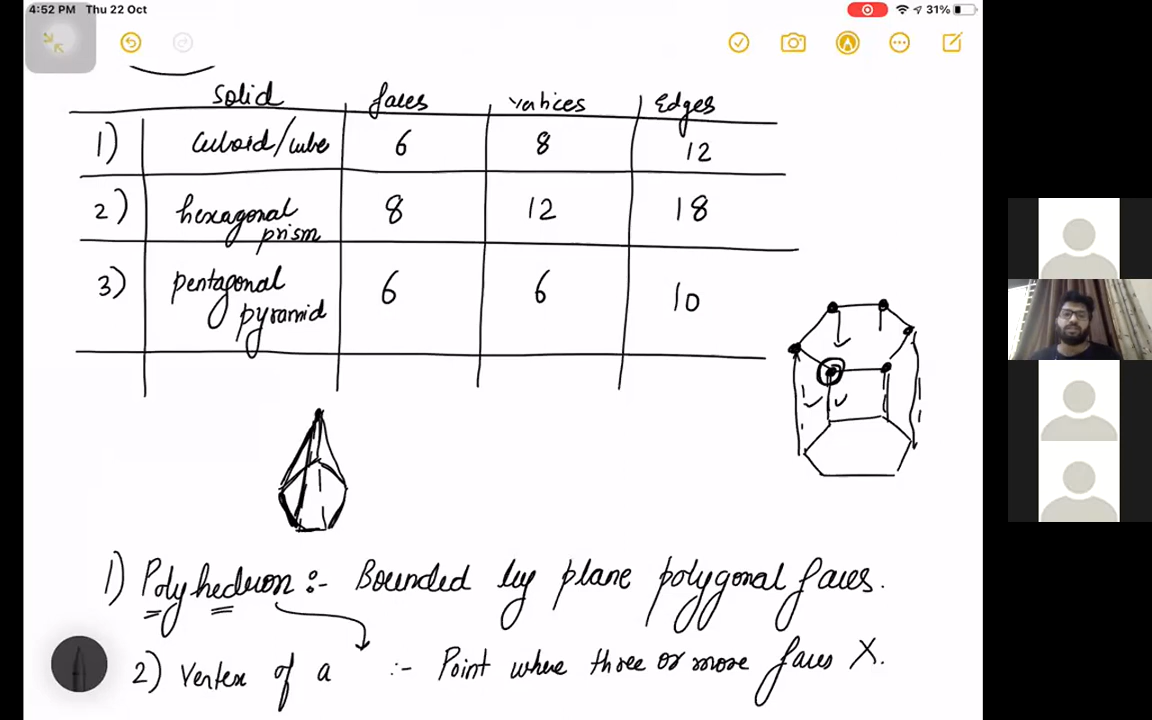 4:52 PM Thu 22 Oct 31%
Solid faces vertices Edges
1) cuboid/cube 6 8 12
2) hexagonal prism 8 12 18
3) pentagonal pyramid 6 6 10
1) Polyhedron :- Bounded by plane polygonal faces.
2) Vertex of a :- Point where three or more faces X.